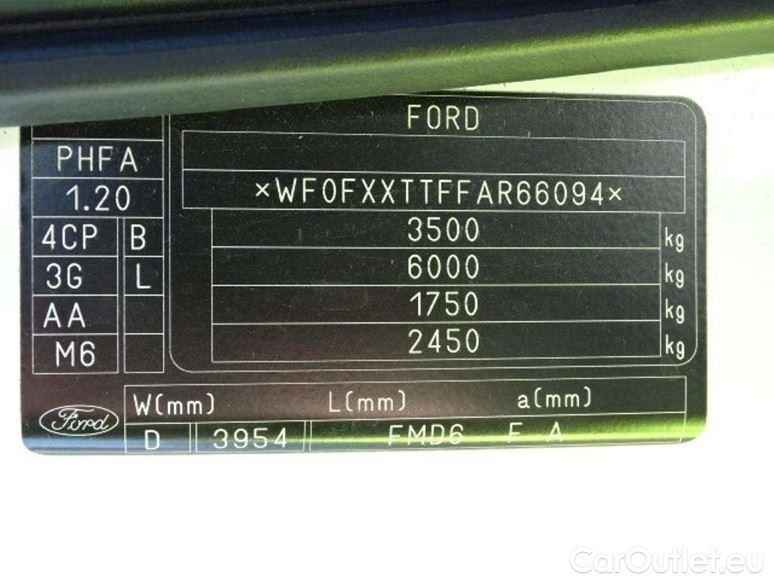 FORD
PHFA
1.20
×WF0FXXTTFFAR66094×
4CP B 3500 kg
3G L 6000 kg
AA 1750 kg
M6 2450 kg
W(mm) L(mm) a(mm)
Ford D 3954 FMD6 F A
CarOutlet.eu